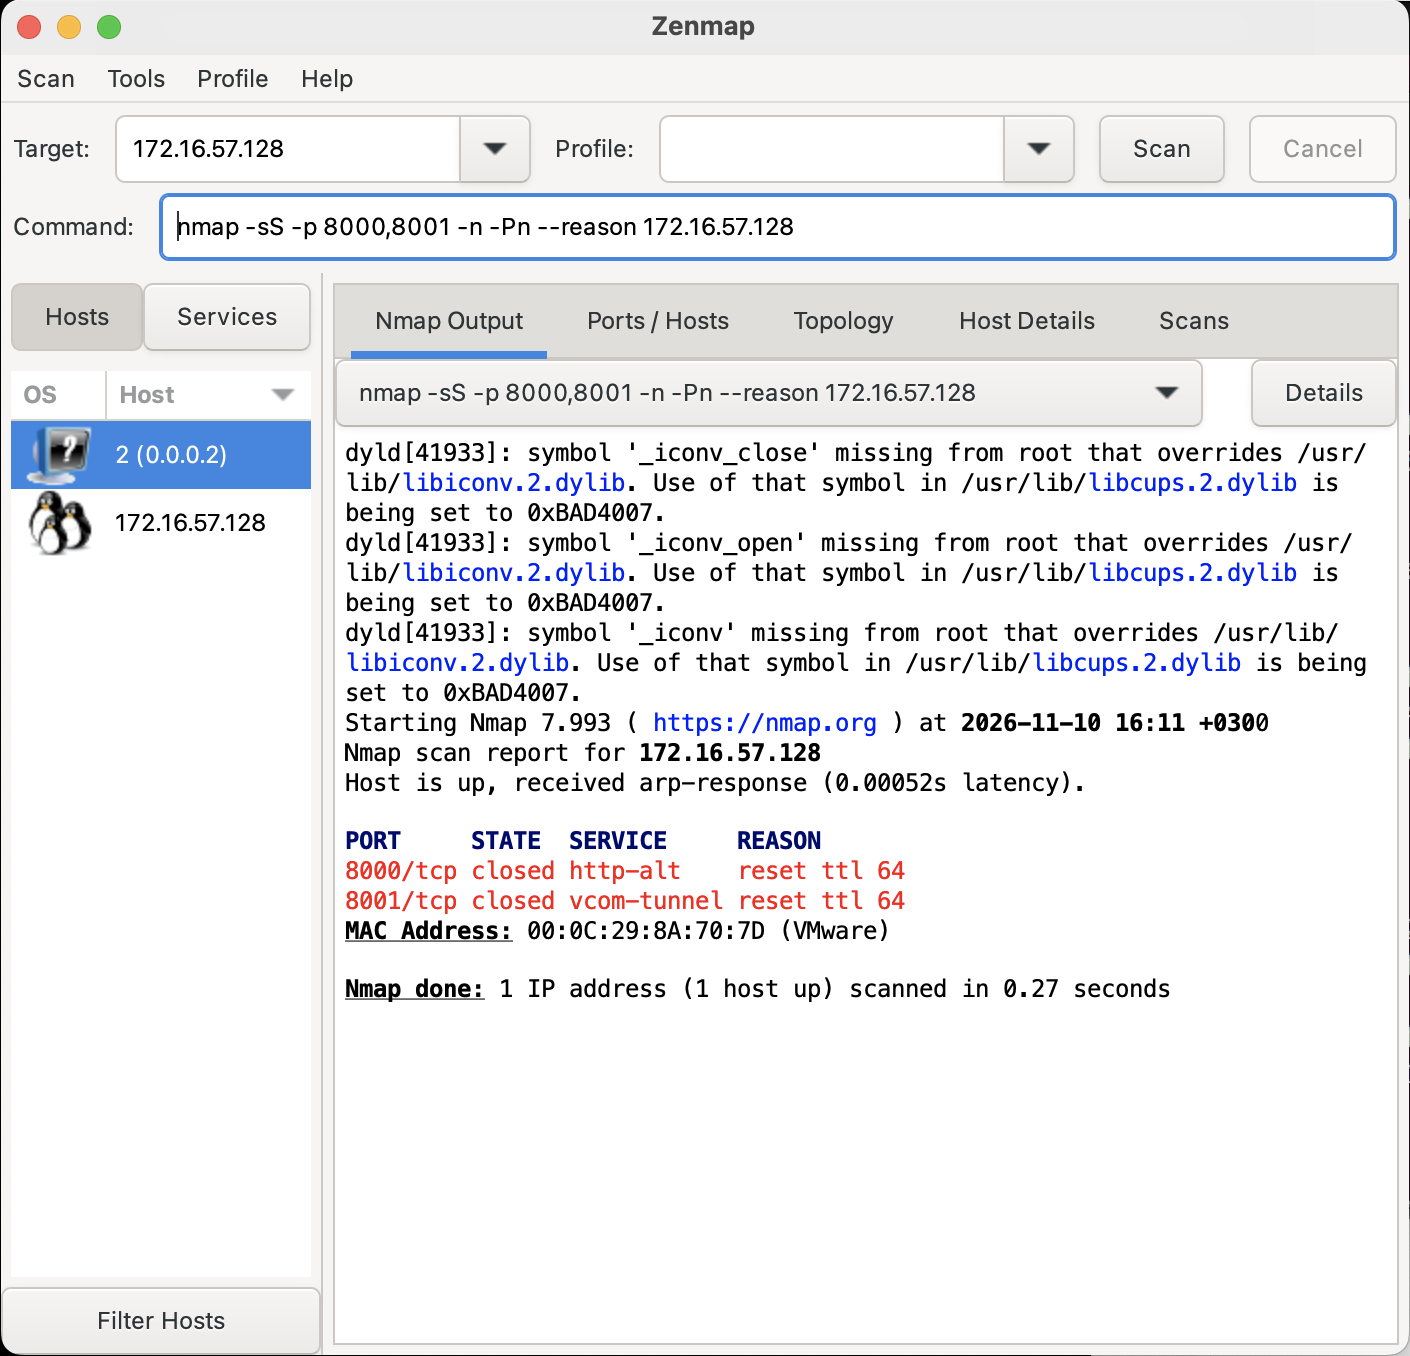 Zenmap
Scan Tools Profile Help
Target: 172.16.57.128 Profile: Scan Cancel
Command: nmap -sS -p 8000,8001 -n -Pn --reason 172.16.57.128
Hosts Services
Nmap Output Ports / Hosts Topology Host Details Scans
OS Host
nmap -sS -p 8000,8001 -n -Pn --reason 172.16.57.128 Details
2 (0.0.0.2)
172.16.57.128
dyld[41933]: symbol '_iconv_close' missing from root that overrides /usr/
lib/libiconv.2.dylib. Use of that symbol in /usr/lib/libcups.2.dylib is
being set to 0xBAD4007.
dyld[41933]: symbol '_iconv_open' missing from root that overrides /usr/
lib/libiconv.2.dylib. Use of that symbol in /usr/lib/libcups.2.dylib is
being set to 0xBAD4007.
dyld[41933]: symbol '_iconv' missing from root that overrides /usr/lib/
libiconv.2.dylib. Use of that symbol in /usr/lib/libcups.2.dylib is being
set to 0xBAD4007.
Starting Nmap 7.993 ( https://nmap.org ) at 2026-11-10 16:11 +0300
Nmap scan report for 172.16.57.128
Host is up, received arp-response (0.00052s latency).
PORT STATE SERVICE REASON
8000/tcp closed http-alt reset ttl 64
8001/tcp closed vcom-tunnel reset ttl 64
MAC Address: 00:0C:29:8A:70:7D (VMware)
Nmap done: 1 IP address (1 host up) scanned in 0.27 seconds
Filter Hosts